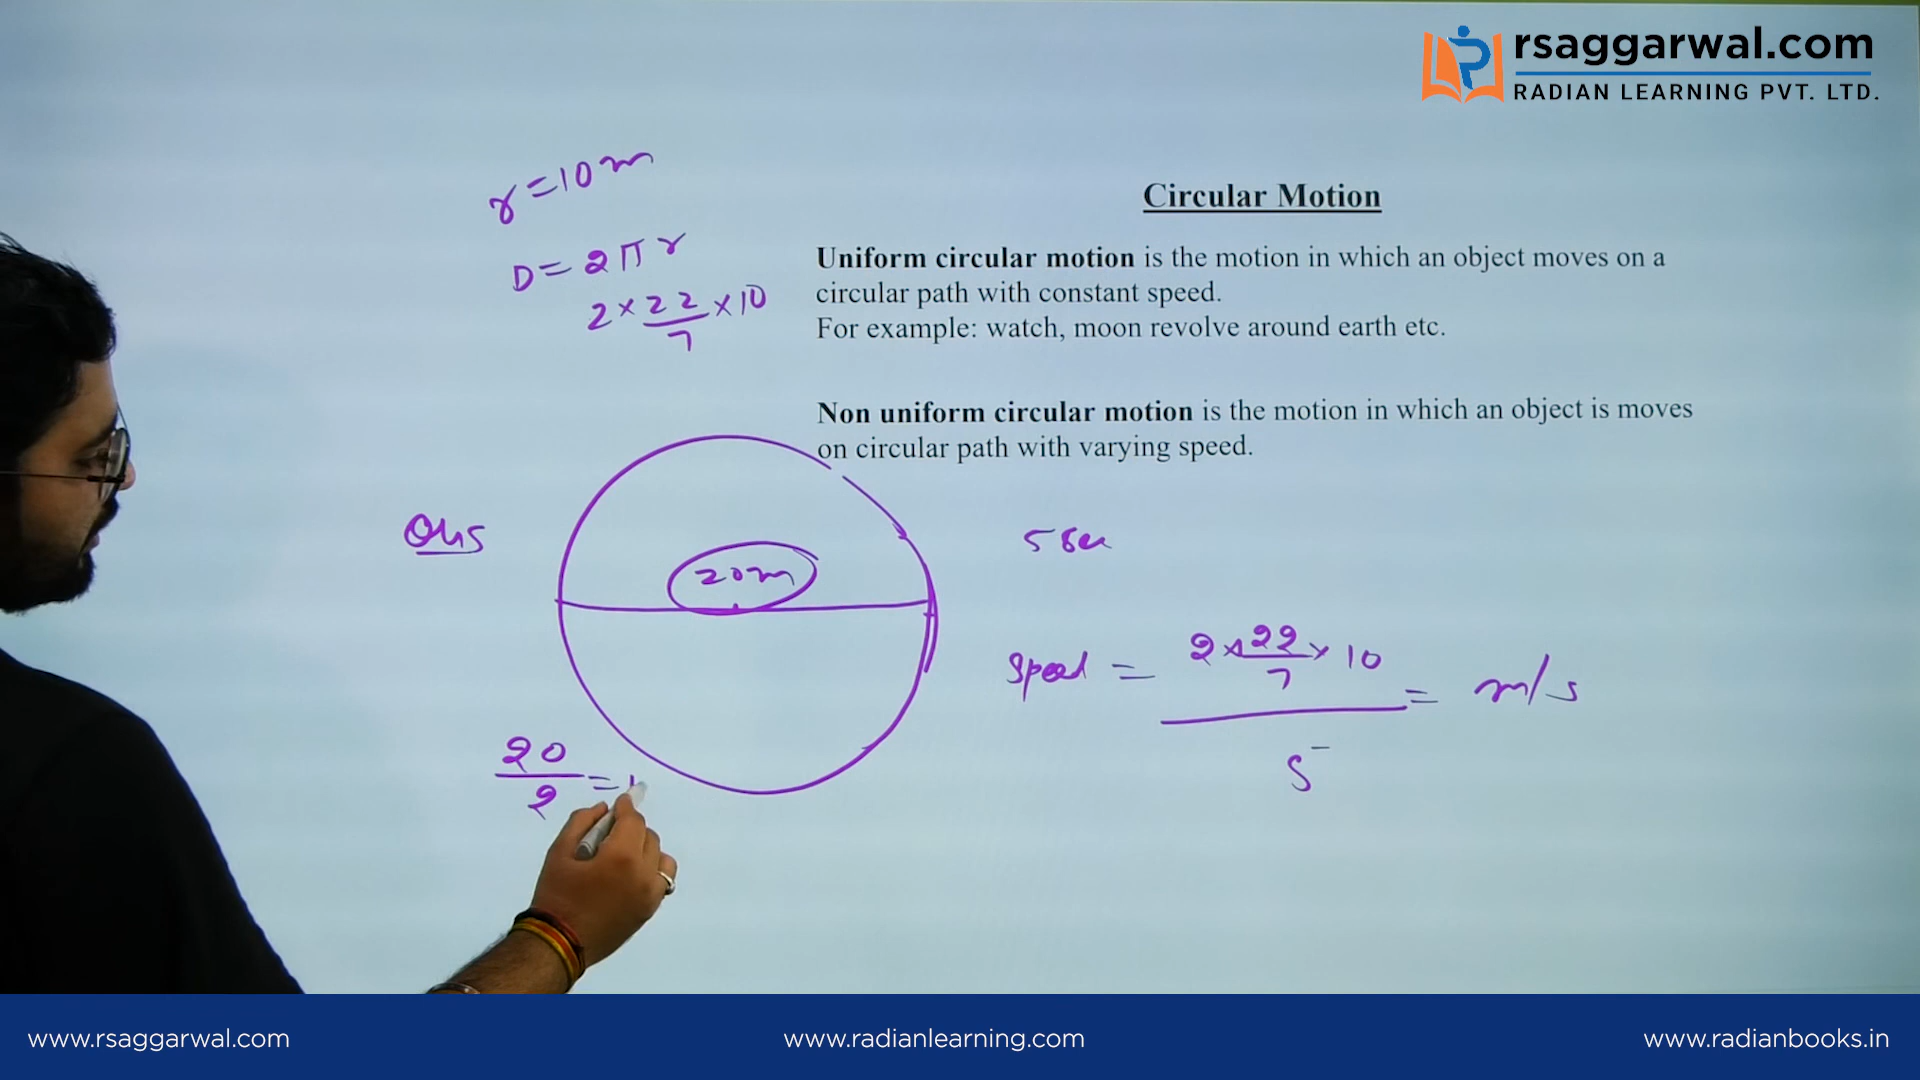 rsaggarwal.com
RADIAN LEARNING PVT. LTD.
r=10m
D=2πr
2×22/7×10
Circular Motion
Uniform circular motion is the motion in which an object moves on a
circular path with constant speed.
For example: watch, moon revolve around earth etc.
Non uniform circular motion is the motion in which an object is moves
on circular path with varying speed.
Qus
20m
5 sec
Speed = 2×22/7×10 / 5 = m/s
20/2=1
www.rsaggarwal.com
www.radianlearning.com
www.radianbooks.in